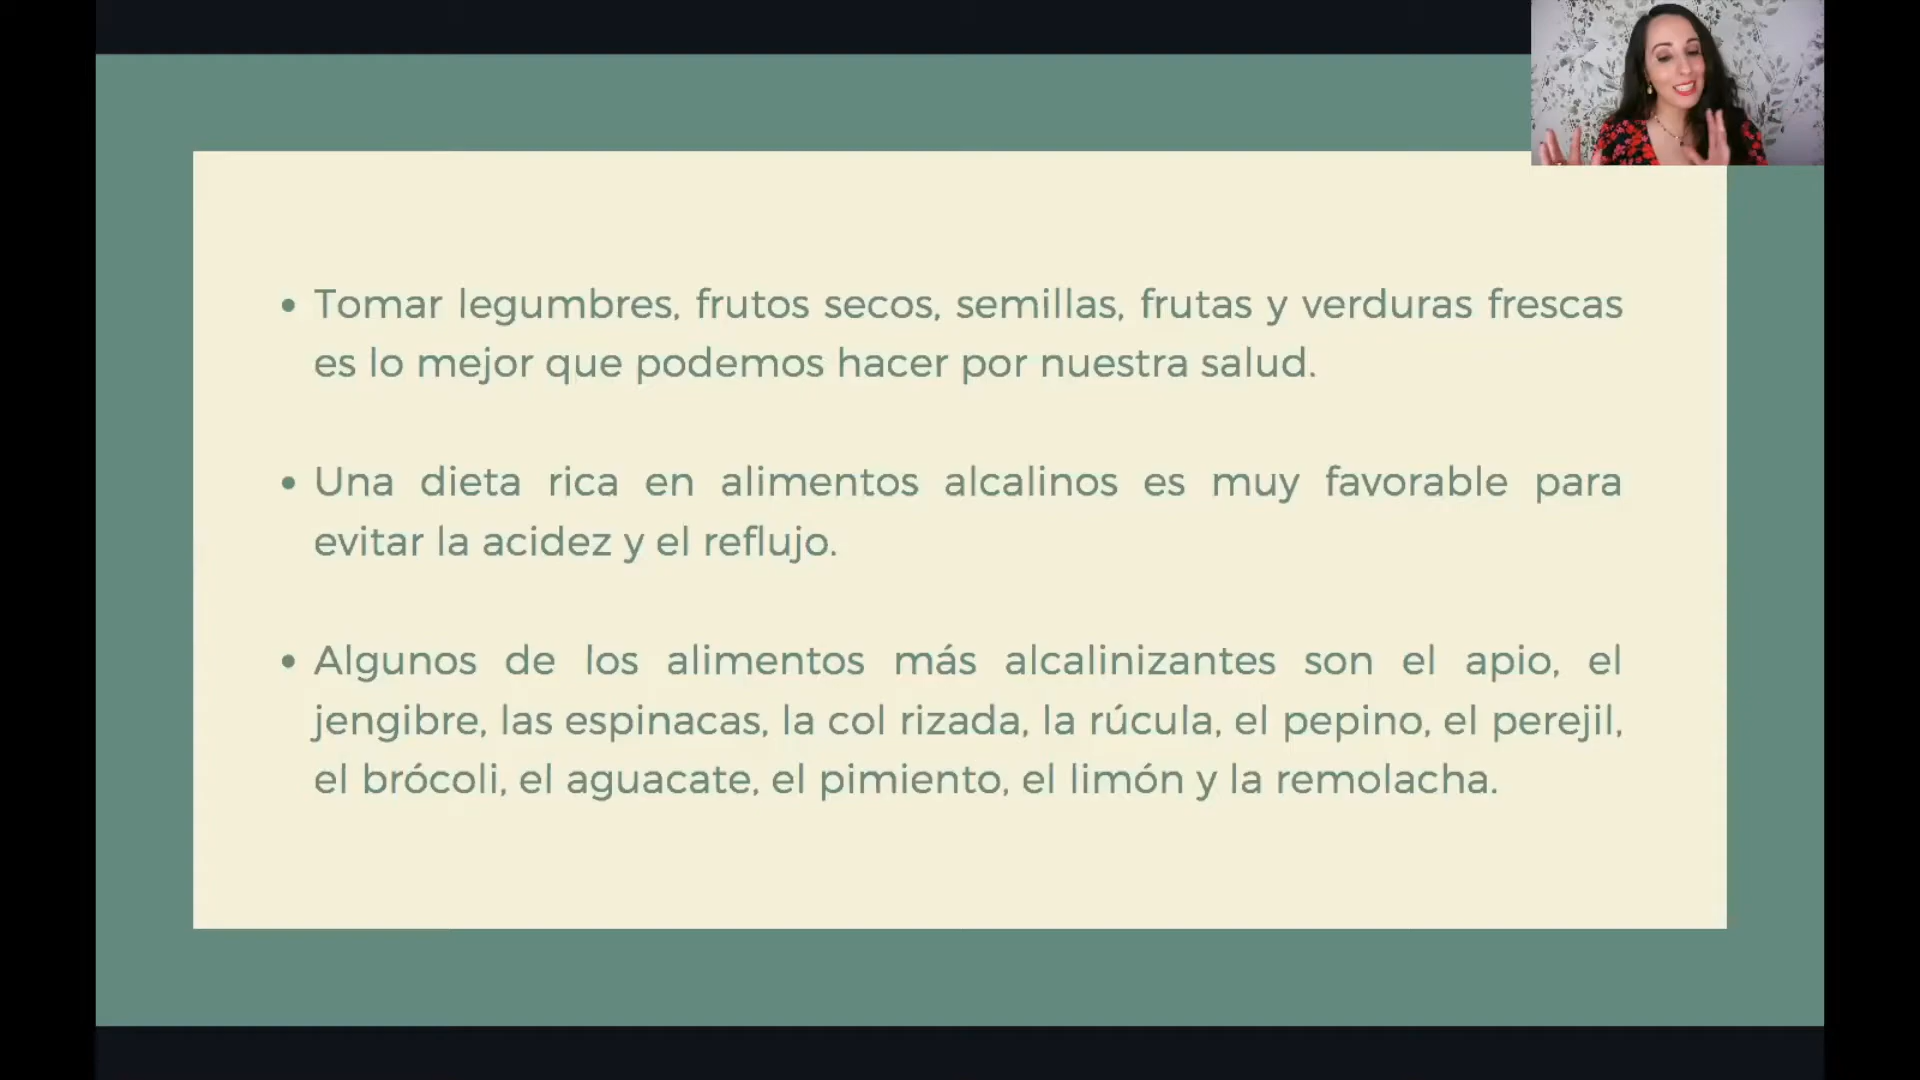 • Tomar legumbres, frutos secos, semillas, frutas y verduras frescas
es lo mejor que podemos hacer por nuestra salud.
• Una dieta rica en alimentos alcalinos es muy favorable para
evitar la acidez y el reflujo.
• Algunos de los alimentos más alcalinizantes son el apio, el
jengibre, las espinacas, la col rizada, la rúcula, el pepino, el perejil,
el brócoli, el aguacate, el pimiento, el limón y la remolacha.